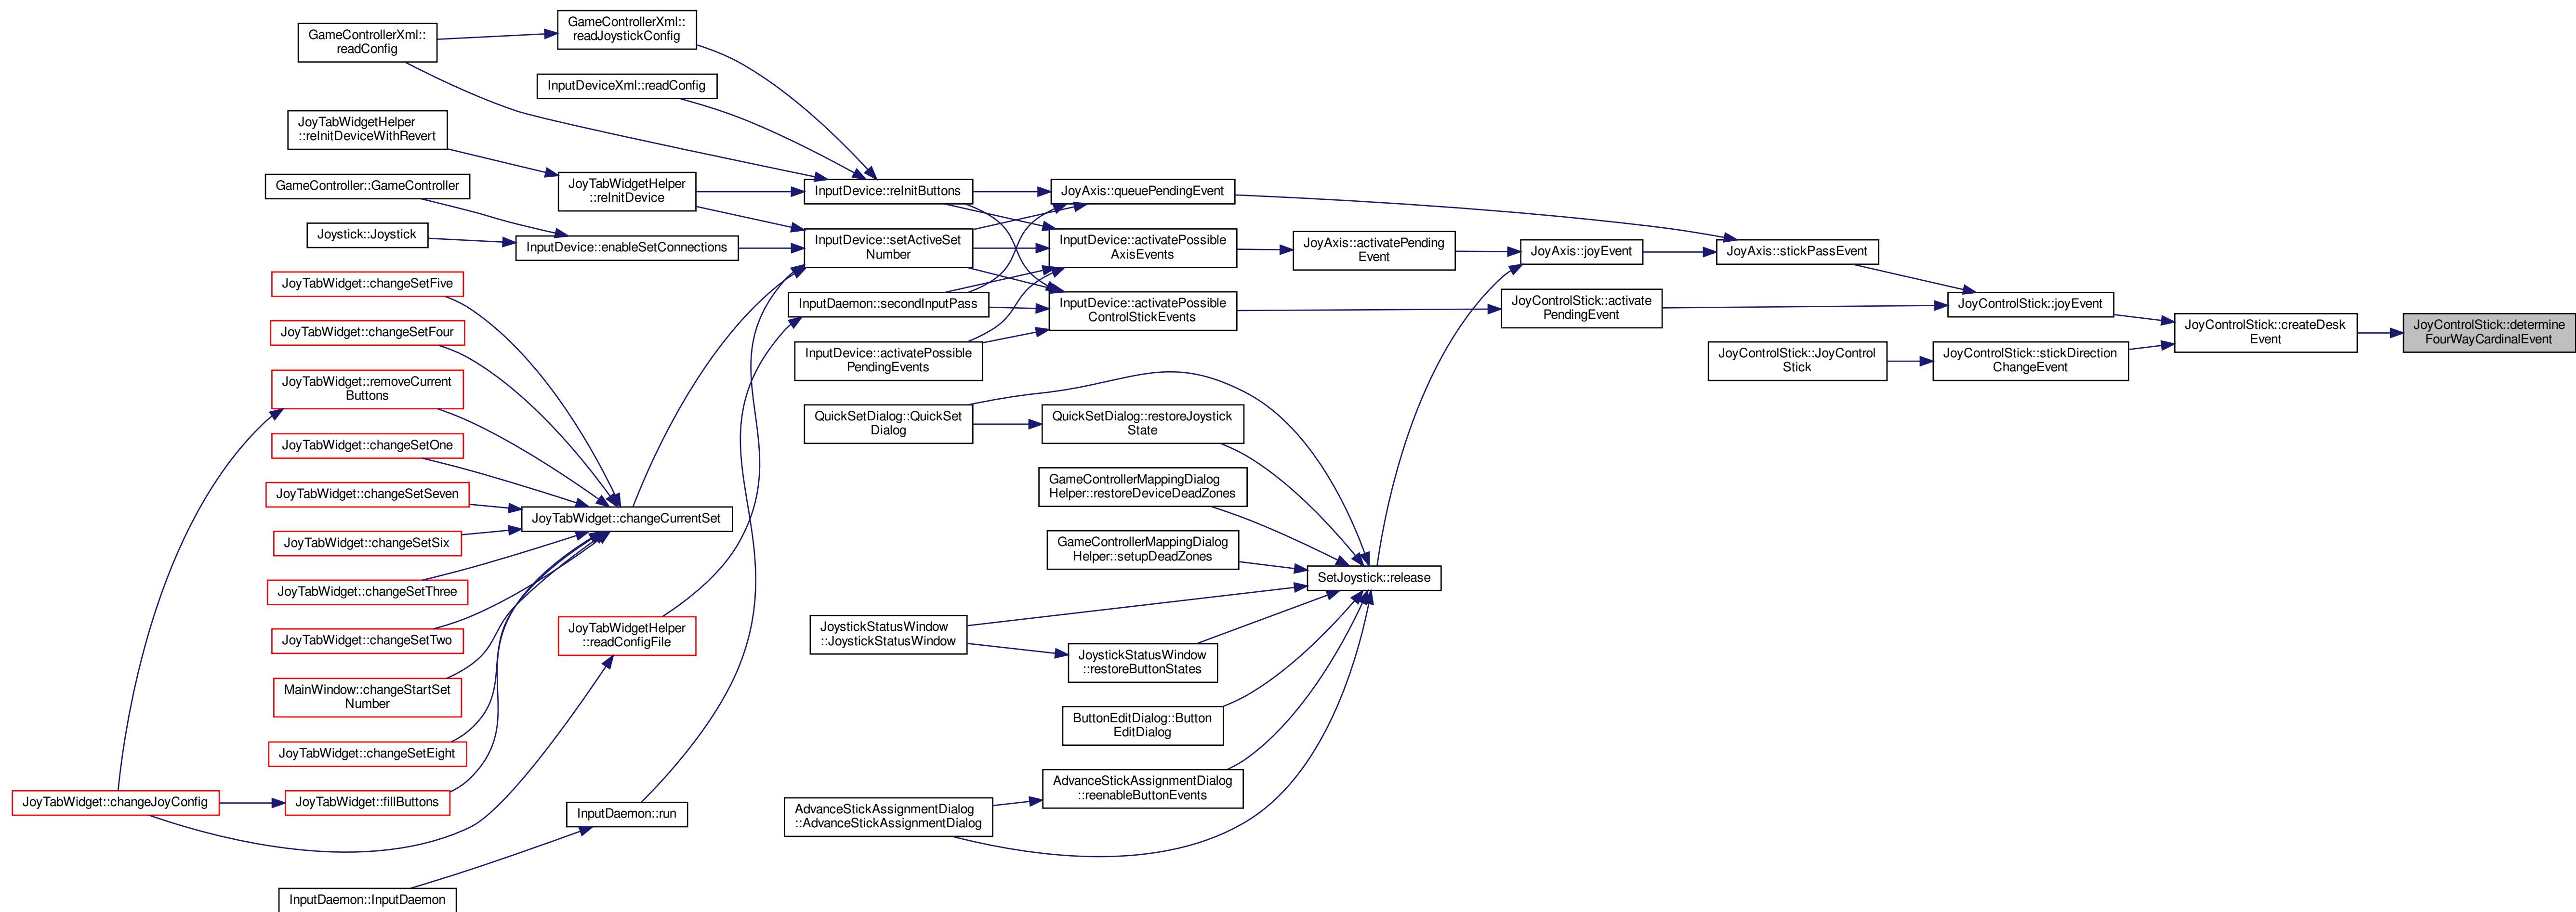 GameControllerXml::
readConfig
GameControllerXml::
readJoystickConfig
InputDeviceXml::readConfig
JoyTabWidgetHelper
::reInitDeviceWithRevert
JoyTabWidgetHelper
::reInitDevice
GameController::GameController
Joystick::Joystick
InputDevice::enableSetConnections
InputDevice::reInitButtons
InputDevice::setActiveSet
Number
InputDaemon::secondInputPass
InputDevice::activatePossible
PendingEvents
JoyAxis::queuePendingEvent
InputDevice::activatePossible
AxisEvents
InputDevice::activatePossible
ControlStickEvents
JoyAxis::activatePending
Event
JoyAxis::joyEvent
JoyAxis::stickPassEvent
JoyControlStick::activate
PendingEvent
JoyControlStick::joyEvent
JoyControlStick::JoyControl
Stick
JoyControlStick::stickDirection
ChangeEvent
JoyControlStick::createDesk
Event
JoyControlStick::determine
FourWayCardinalEvent
JoyTabWidget::changeSetFive
JoyTabWidget::changeSetFour
JoyTabWidget::removeCurrent
Buttons
JoyTabWidget::changeSetOne
JoyTabWidget::changeSetSeven
JoyTabWidget::changeSetSix
JoyTabWidget::changeSetThree
JoyTabWidget::changeSetTwo
MainWindow::changeStartSet
Number
JoyTabWidget::changeSetEight
JoyTabWidget::changeJoyConfig
JoyTabWidget::fillButtons
JoyTabWidget::changeCurrentSet
JoyTabWidgetHelper
::readConfigFile
InputDaemon::run
InputDaemon::InputDaemon
QuickSetDialog::QuickSet
Dialog
QuickSetDialog::restoreJoystick
State
GameControllerMappingDialog
Helper::restoreDeviceDeadZones
GameControllerMappingDialog
Helper::setupDeadZones
SetJoystick::release
JoystickStatusWindow
::JoystickStatusWindow
JoystickStatusWindow
::restoreButtonStates
ButtonEditDialog::Button
EditDialog
AdvanceStickAssignmentDialog
::reenableButtonEvents
AdvanceStickAssignmentDialog
::AdvanceStickAssignmentDialog